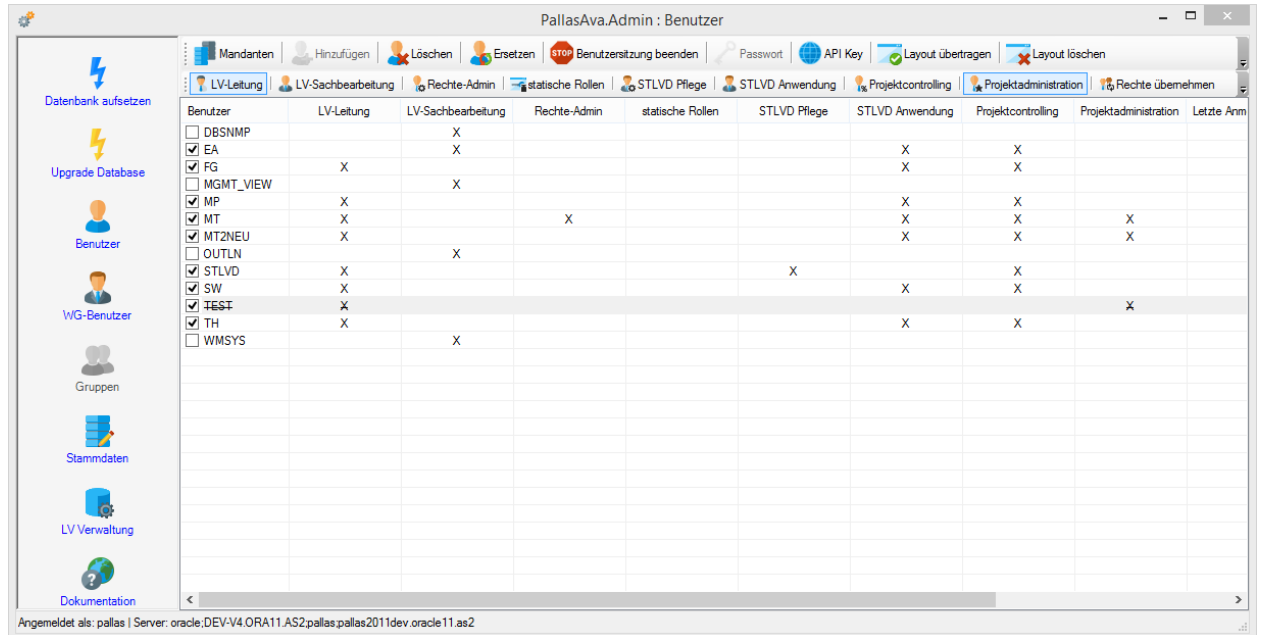 PallasAva.Admin : Benutzer
Mandanten Hinzufügen Löschen Ersetzen STOP Benutzersitzung beenden Passwort API Key Layout übertragen Layout löschen
LV-Leitung LV-Sachbearbeitung Rechte-Admin statische Rollen STLVD Pflege STLVD Anwendung Projektcontrolling Projektadministration Rechte übernehmen
Datenbank aufsetzen
Upgrade Database
Benutzer
WG-Benutzer
Gruppen
Stammdaten
LV Verwaltung
Dokumentation
Benutzer LV-Leitung LV-Sachbearbeitung Rechte-Admin statische Rollen STLVD Pflege STLVD Anwendung Projektcontrolling Projektadministration Letzte Anm
DBSNMP X
EA X X X
FG X X X
MGMT_VIEW X
MP X X X
MT X X X X X
MT2NEU X X X X
OUTLN X
STLVD X X X
SW X X X
TEST X X
TH X X X
WMSYS X
Angemeldet als: pallas | Server: oracle;DEV-V4.ORA11.AS2;pallas;pallas2011dev.oracle11.as2